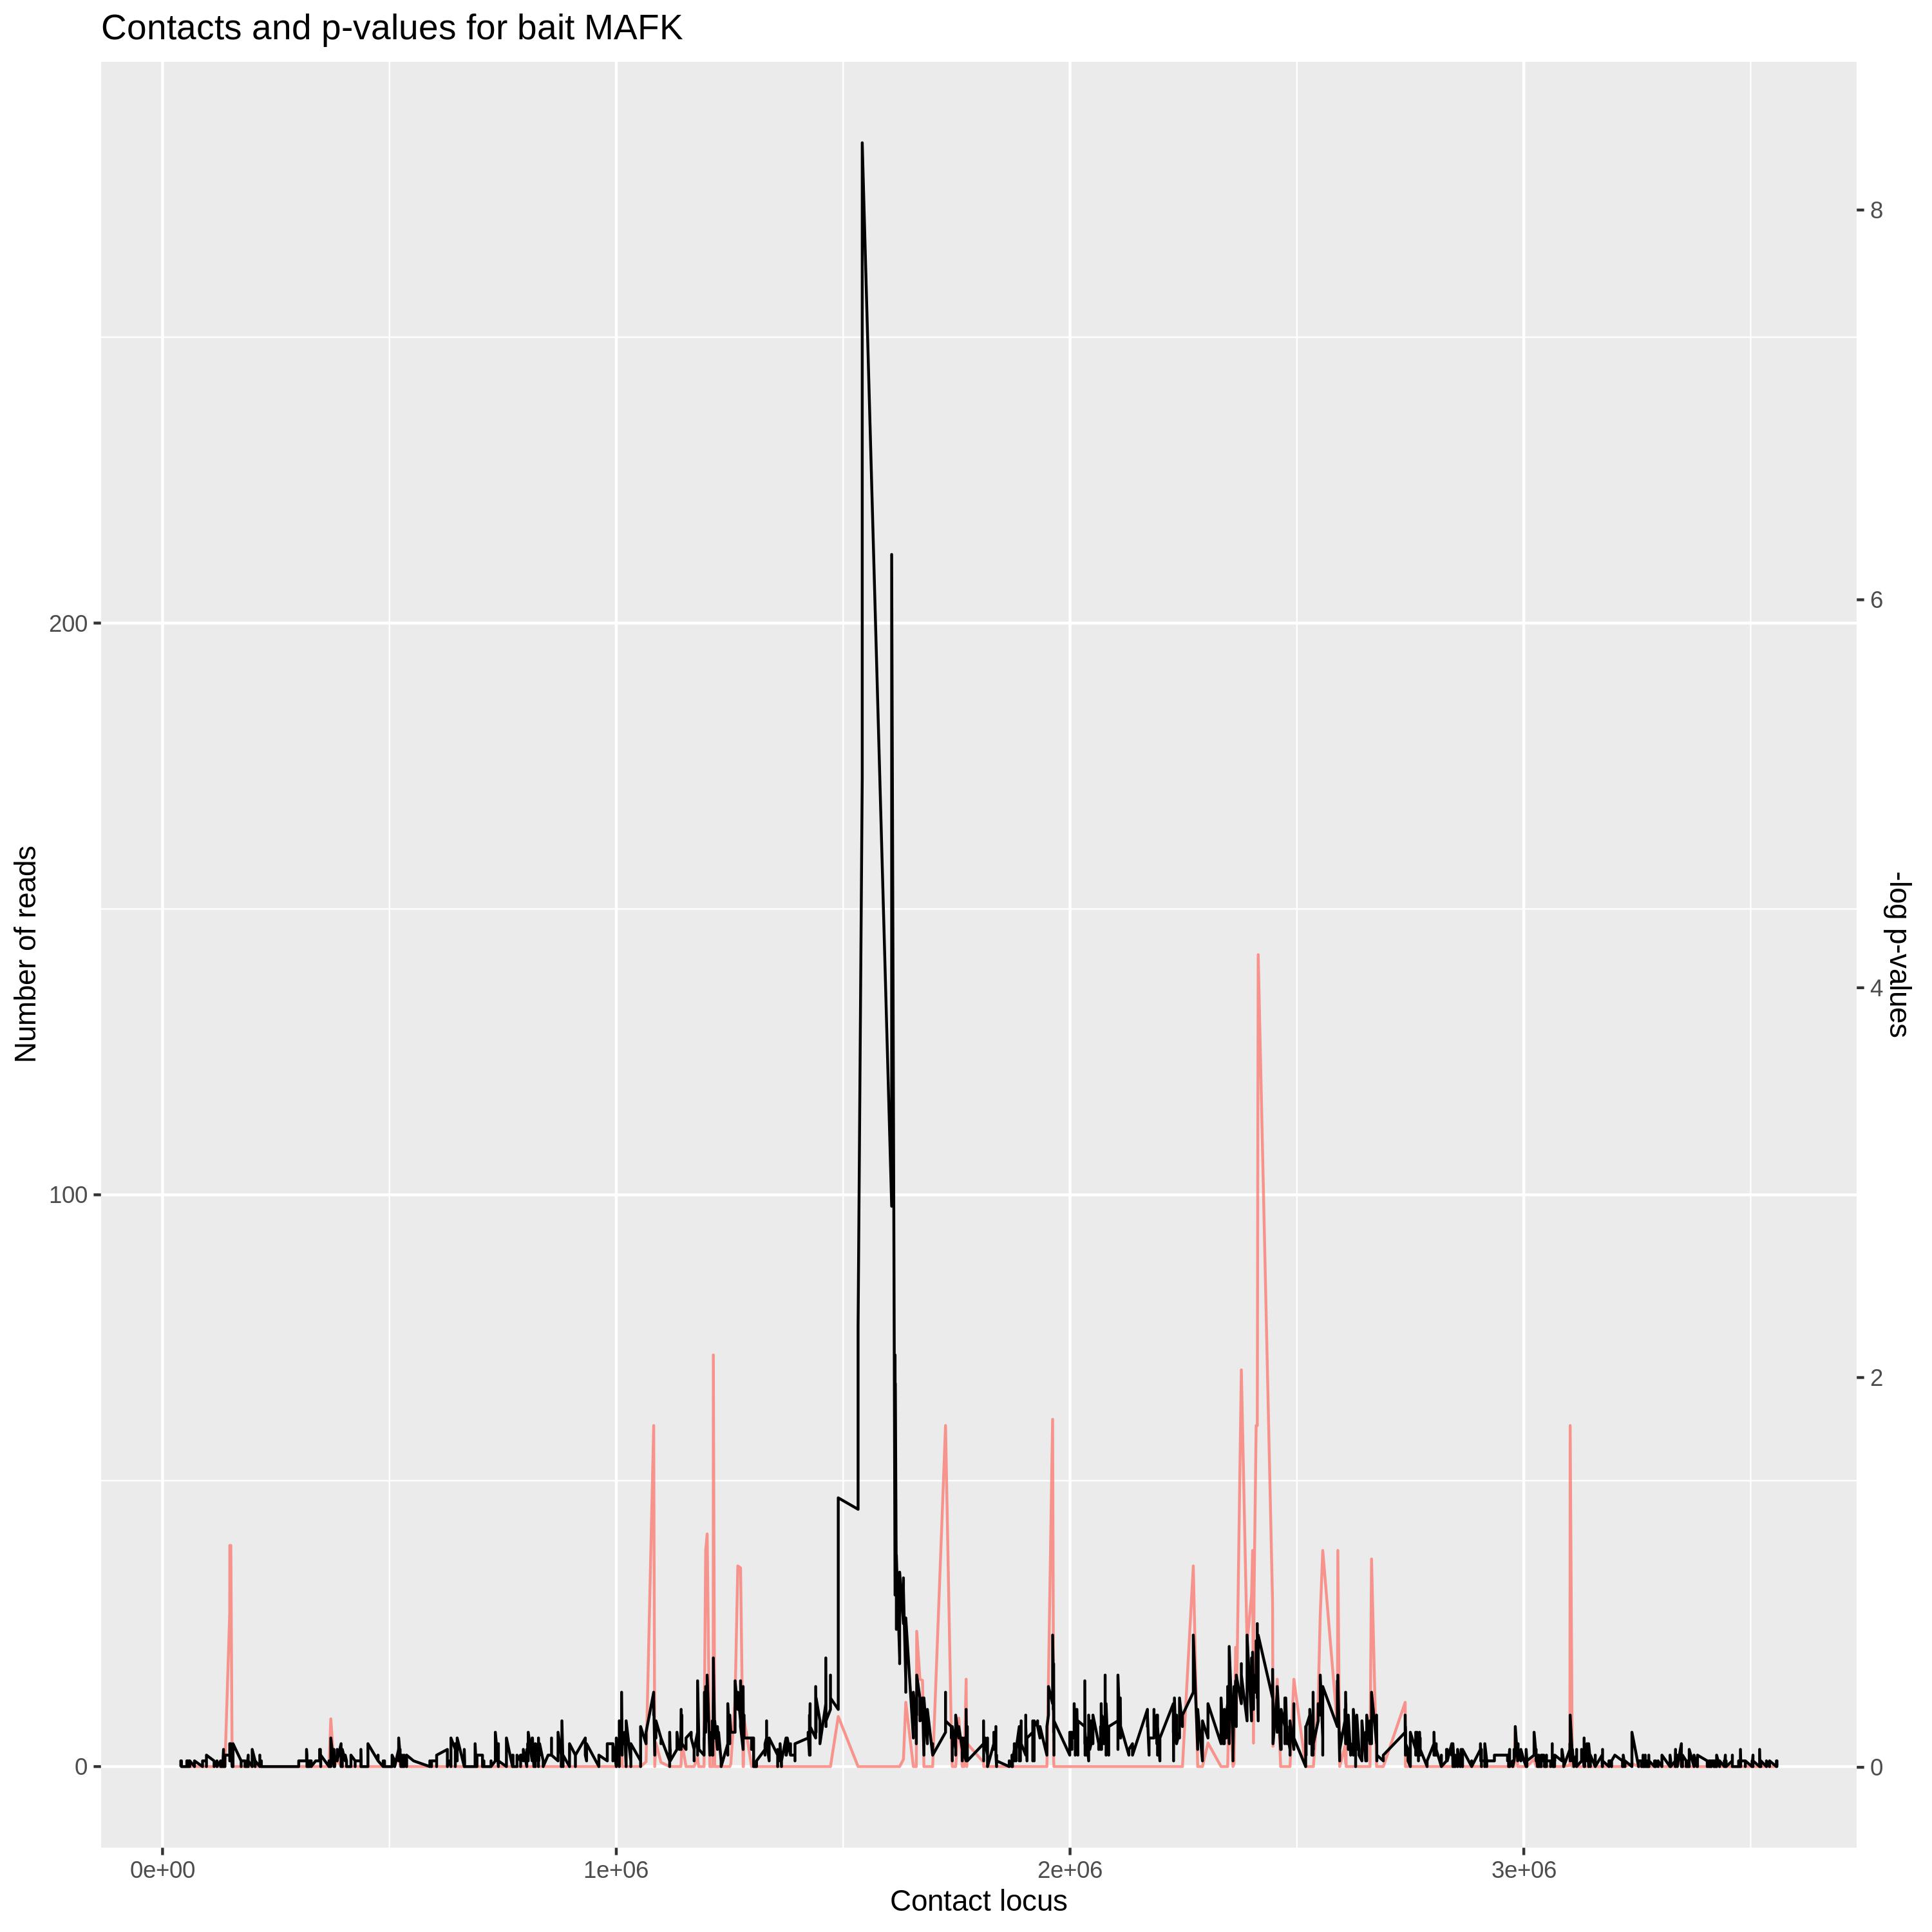 Contacts and p-values for bait MAFK
Number of reads
200
100
0
8
6
4
2
0
-log p-values
0e+00
1e+06
2e+06
3e+06
Contact locus